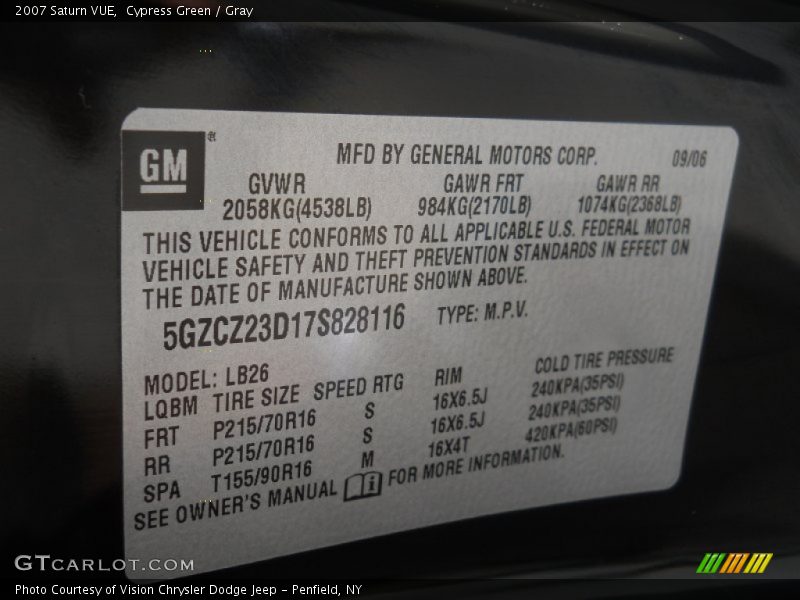 2007 Saturn VUE, Cypress Green / Gray
GM®
MFD BY GENERAL MOTORS CORP. 09/06
GVWR GAWR FRT GAWR RR
2058KG(4538LB) 984KG(2170LB) 1074KG(2368LB)
THIS VEHICLE CONFORMS TO ALL APPLICABLE U.S. FEDERAL MOTOR
VEHICLE SAFETY AND THEFT PREVENTION STANDARDS IN EFFECT ON
THE DATE OF MANUFACTURE SHOWN ABOVE.
5GZCZ23D17S828116 TYPE: M.P.V.
MODEL: LB26
LQBM TIRE SIZE SPEED RTG RIM COLD TIRE PRESSURE
FRT P215/70R16 S 16X6.5J 240KPA(35PSI)
RR P215/70R16 S 16X6.5J 240KPA(35PSI)
SPA T155/90R16 M 16X4T 420KPA(60PSI)
SEE OWNER'S MANUAL i FOR MORE INFORMATION.
GTCARLOT.COM
Photo Courtesy of Vision Chrysler Dodge Jeep - Penfield, NY